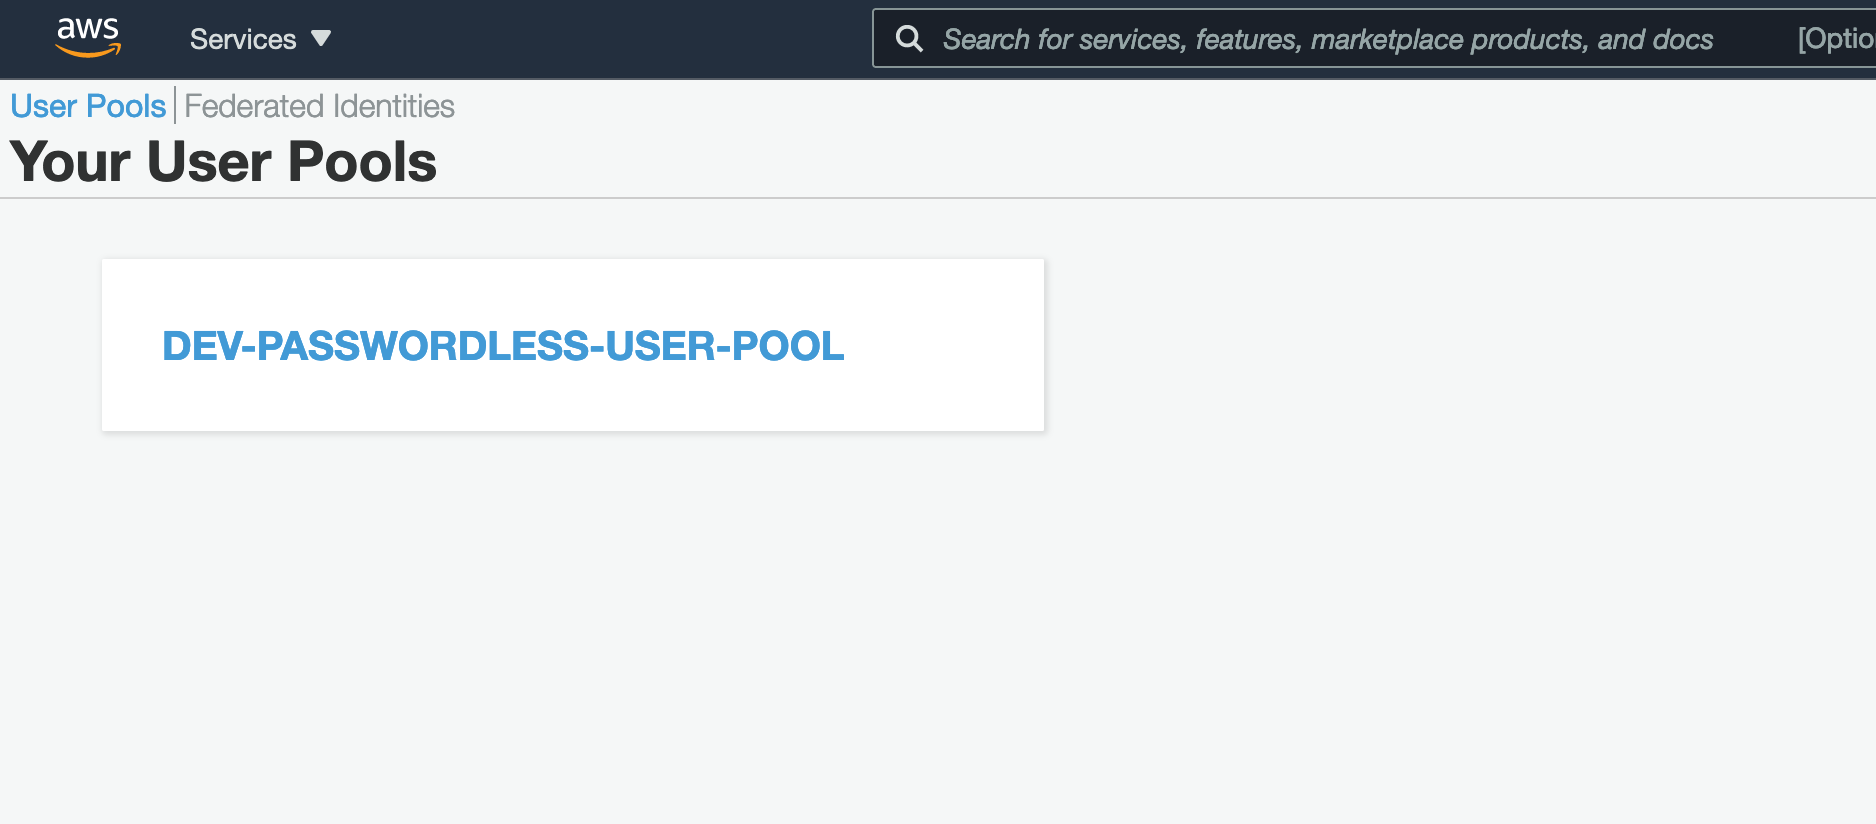 aws Services Search for services, features, marketplace products, and docs [Optio
User Pools Federated Identities
Your User Pools
DEV-PASSWORDLESS-USER-POOL